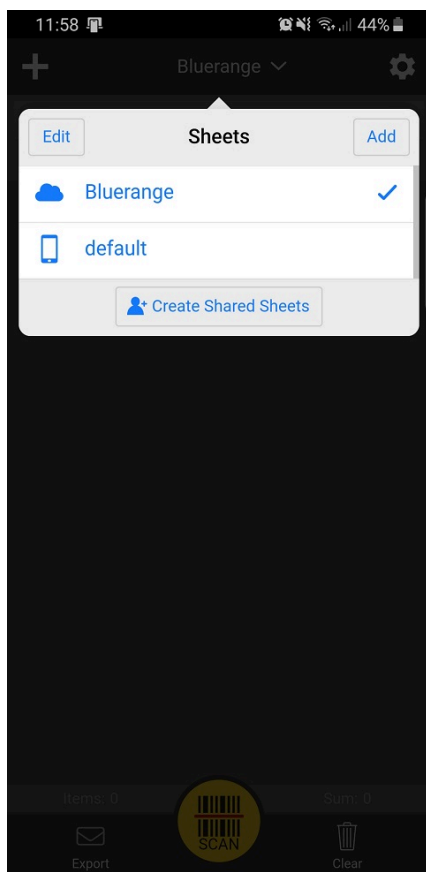 11:58 44%
Bluerange
Edit Sheets Add
Bluerange
default
Create Shared Sheets
Items: 0 Sum: 0
SCAN
Export Clear